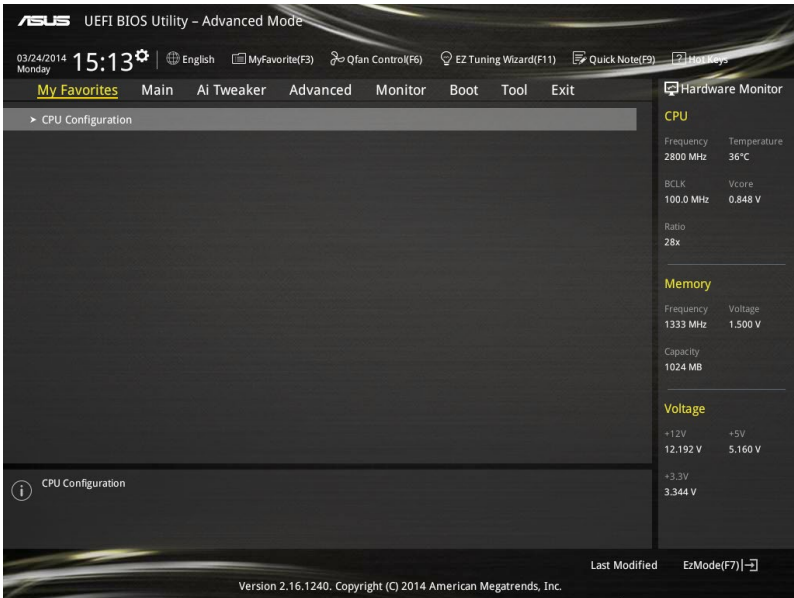 ASUS UEFI BIOS Utility – Advanced Mode
03/24/2014
Monday
15:13
English
MyFavorite(F3)
Qfan Control(F6)
EZ Tuning Wizard(F11)
Quick Note(F9)
? Hot Keys
My Favorites Main Ai Tweaker Advanced Monitor Boot Tool Exit
> CPU Configuration
Hardware Monitor
CPU
Frequency Temperature
2800 MHz 36°C
BCLK Vcore
100.0 MHz 0.848 V
Ratio
28x
Memory
Frequency Voltage
1333 MHz 1.500 V
Capacity
1024 MB
Voltage
+12V +5V
12.192 V 5.160 V
+3.3V
3.344 V
i CPU Configuration
Last Modified EzMode(F7)
Version 2.16.1240. Copyright (C) 2014 American Megatrends, Inc.